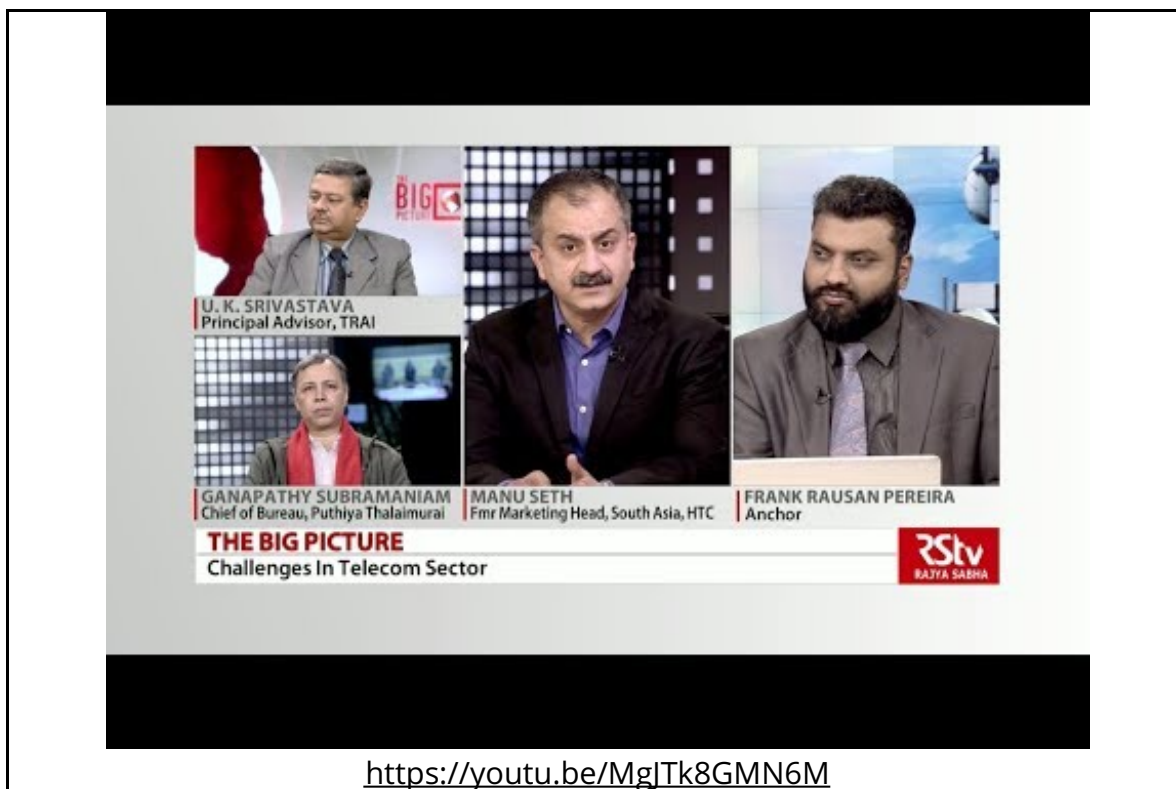 THE
BIG
PICTURE
U. K. SRIVASTAVA
Principal Advisor, TRAI
GANAPATHY SUBRAMANIAM
Chief of Bureau, Puthiya Thalaimurai
MANU SETH
Fmr Marketing Head, South Asia, HTC
FRANK RAUSAN PEREIRA
Anchor
THE BIG PICTURE
Challenges In Telecom Sector
RStv
RAJYA SABHA
https://youtu.be/MgJTk8GMN6M